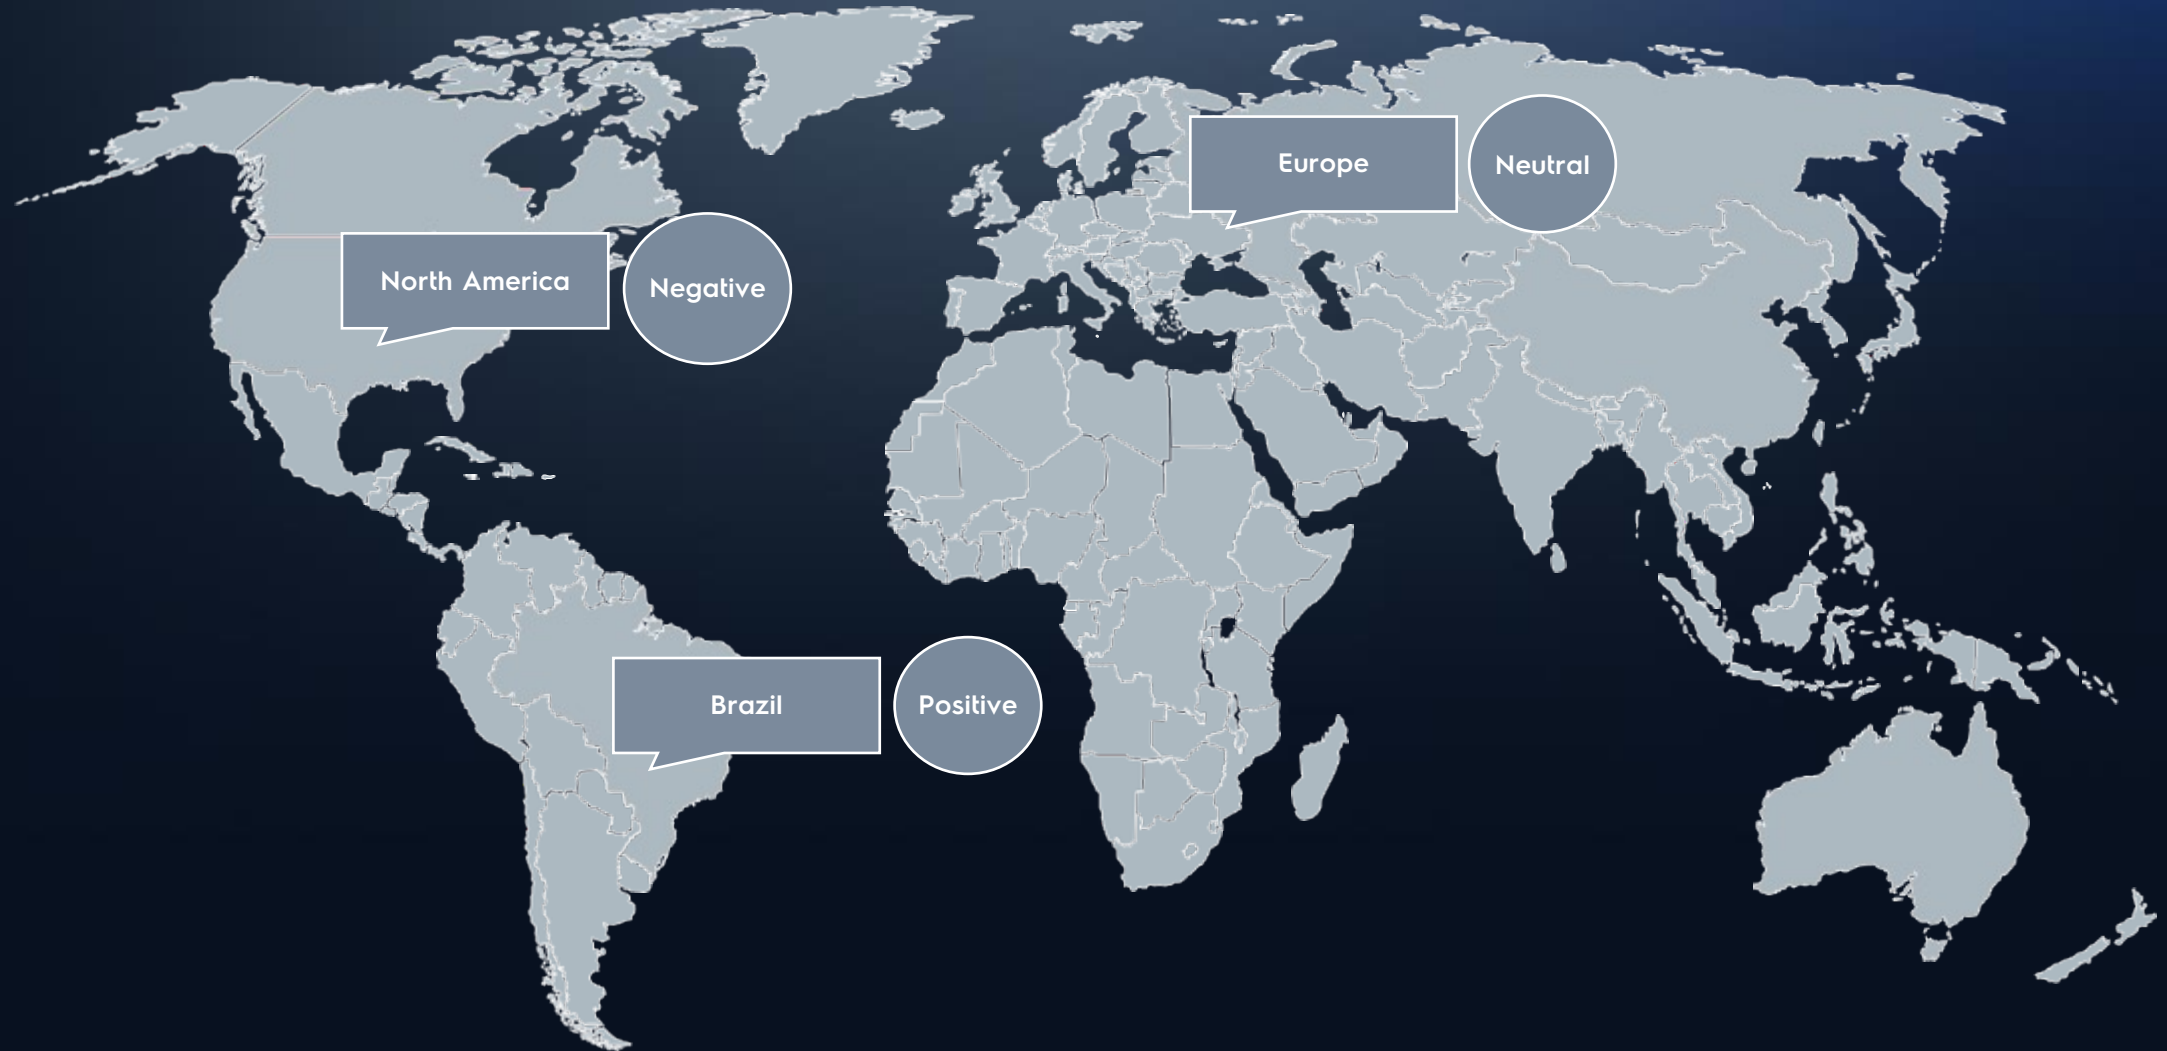 Europe
Neutral
North America
Negative
Brazil
Positive